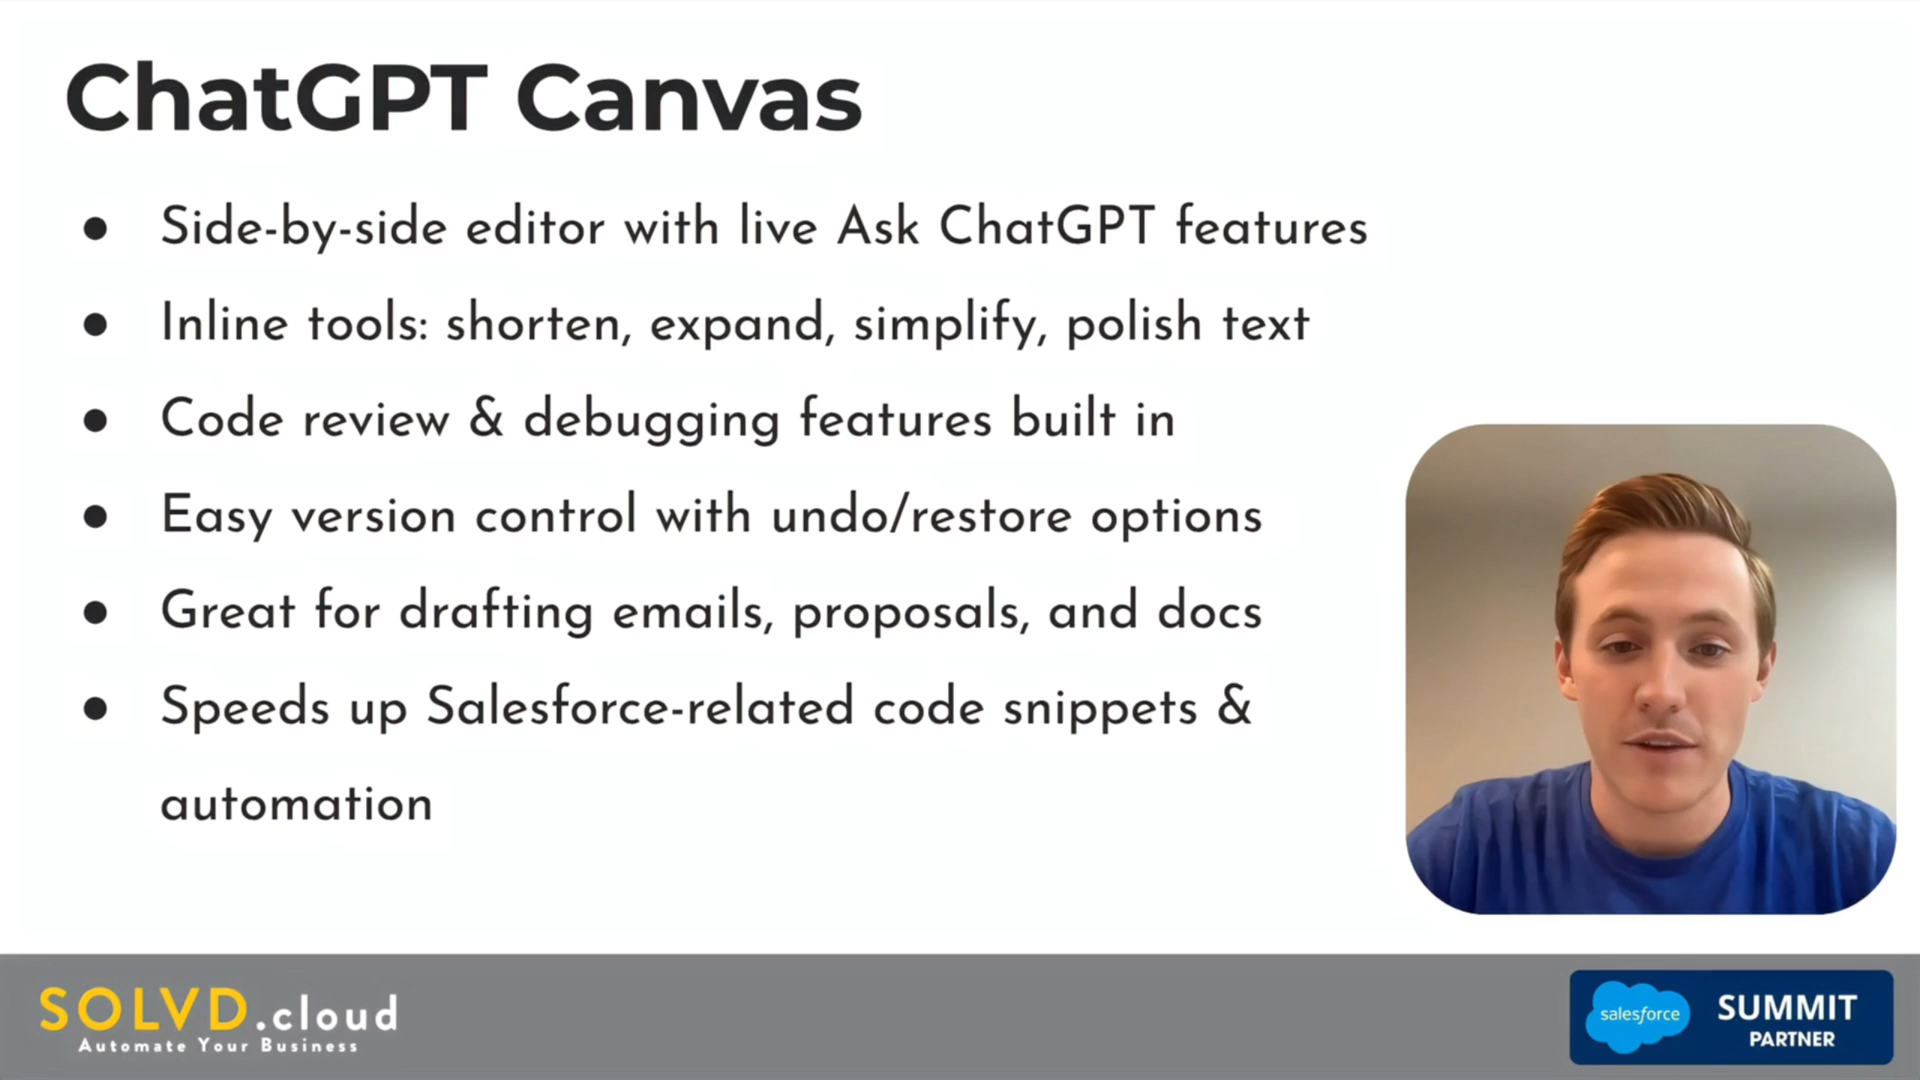 ChatGPT Canvas
● Side-by-side editor with live Ask ChatGPT features
● Inline tools: shorten, expand, simplify, polish text
● Code review & debugging features built in
● Easy version control with undo/restore options
● Great for drafting emails, proposals, and docs
● Speeds up Salesforce-related code snippets &
automation
SOLVD.cloud
Automate Your Business
salesforce
SUMMIT
PARTNER